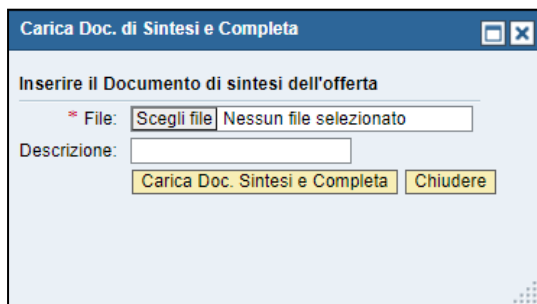 Carica Doc. di Sintesi e Completa
Inserire il Documento di sintesi dell'offerta
* File: Scegli file Nessun file selezionato
Descrizione:
Carica Doc. Sintesi e Completa Chiudere